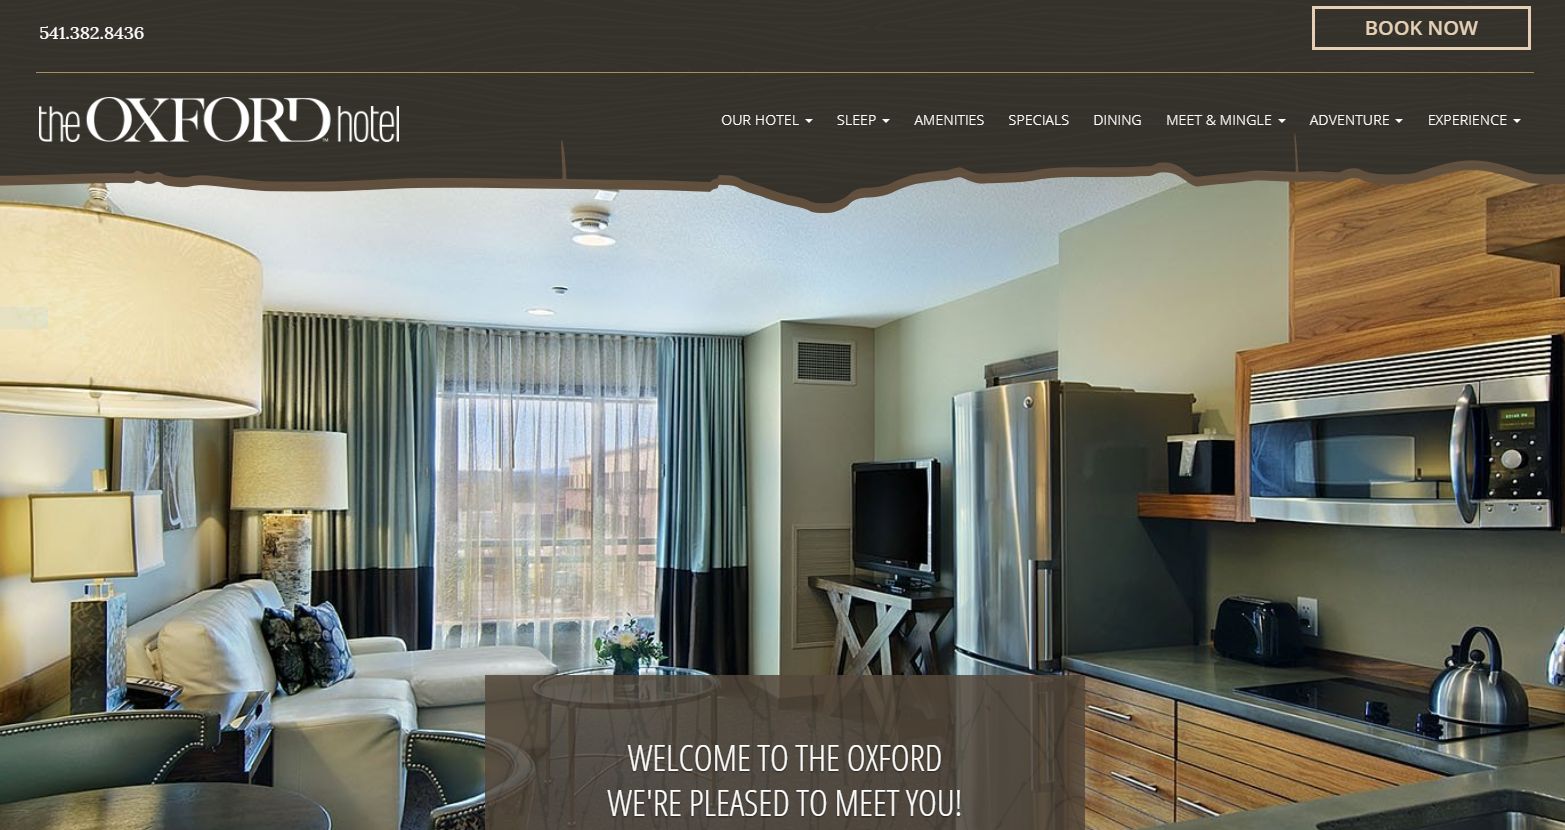 541.382.8436
BOOK NOW
the OXFORD hotel
OUR HOTEL
SLEEP
AMENITIES
SPECIALS
DINING
MEET & MINGLE
ADVENTURE
EXPERIENCE
WELCOME TO THE OXFORD
WE'RE PLEASED TO MEET YOU!